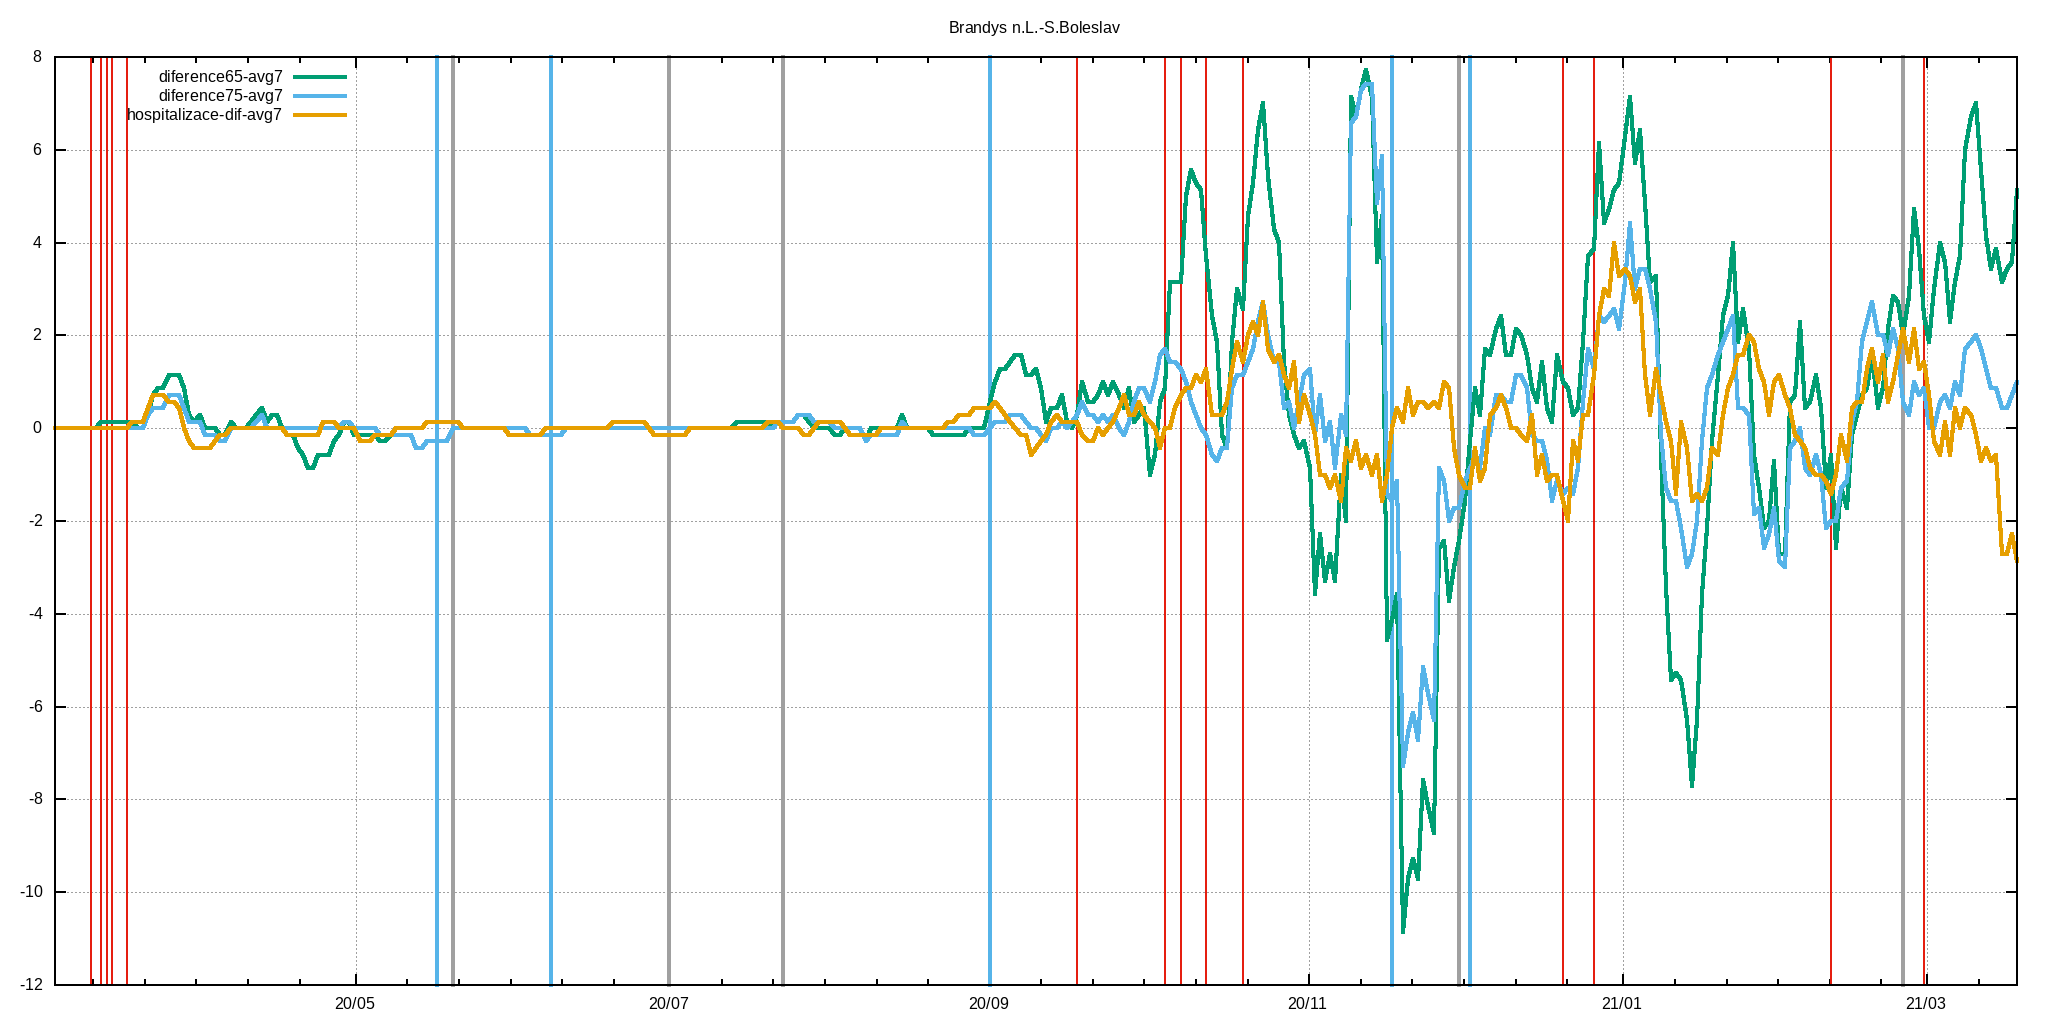 Brandys n.L.-S.Boleslav
8
diference65-avg7
diference75-avg7
hospitalizace-dif-avg7
6
4
2
0
-2
-4
-6
-8
-10
-12
20/05 20/07 20/09 20/11 21/01 21/03